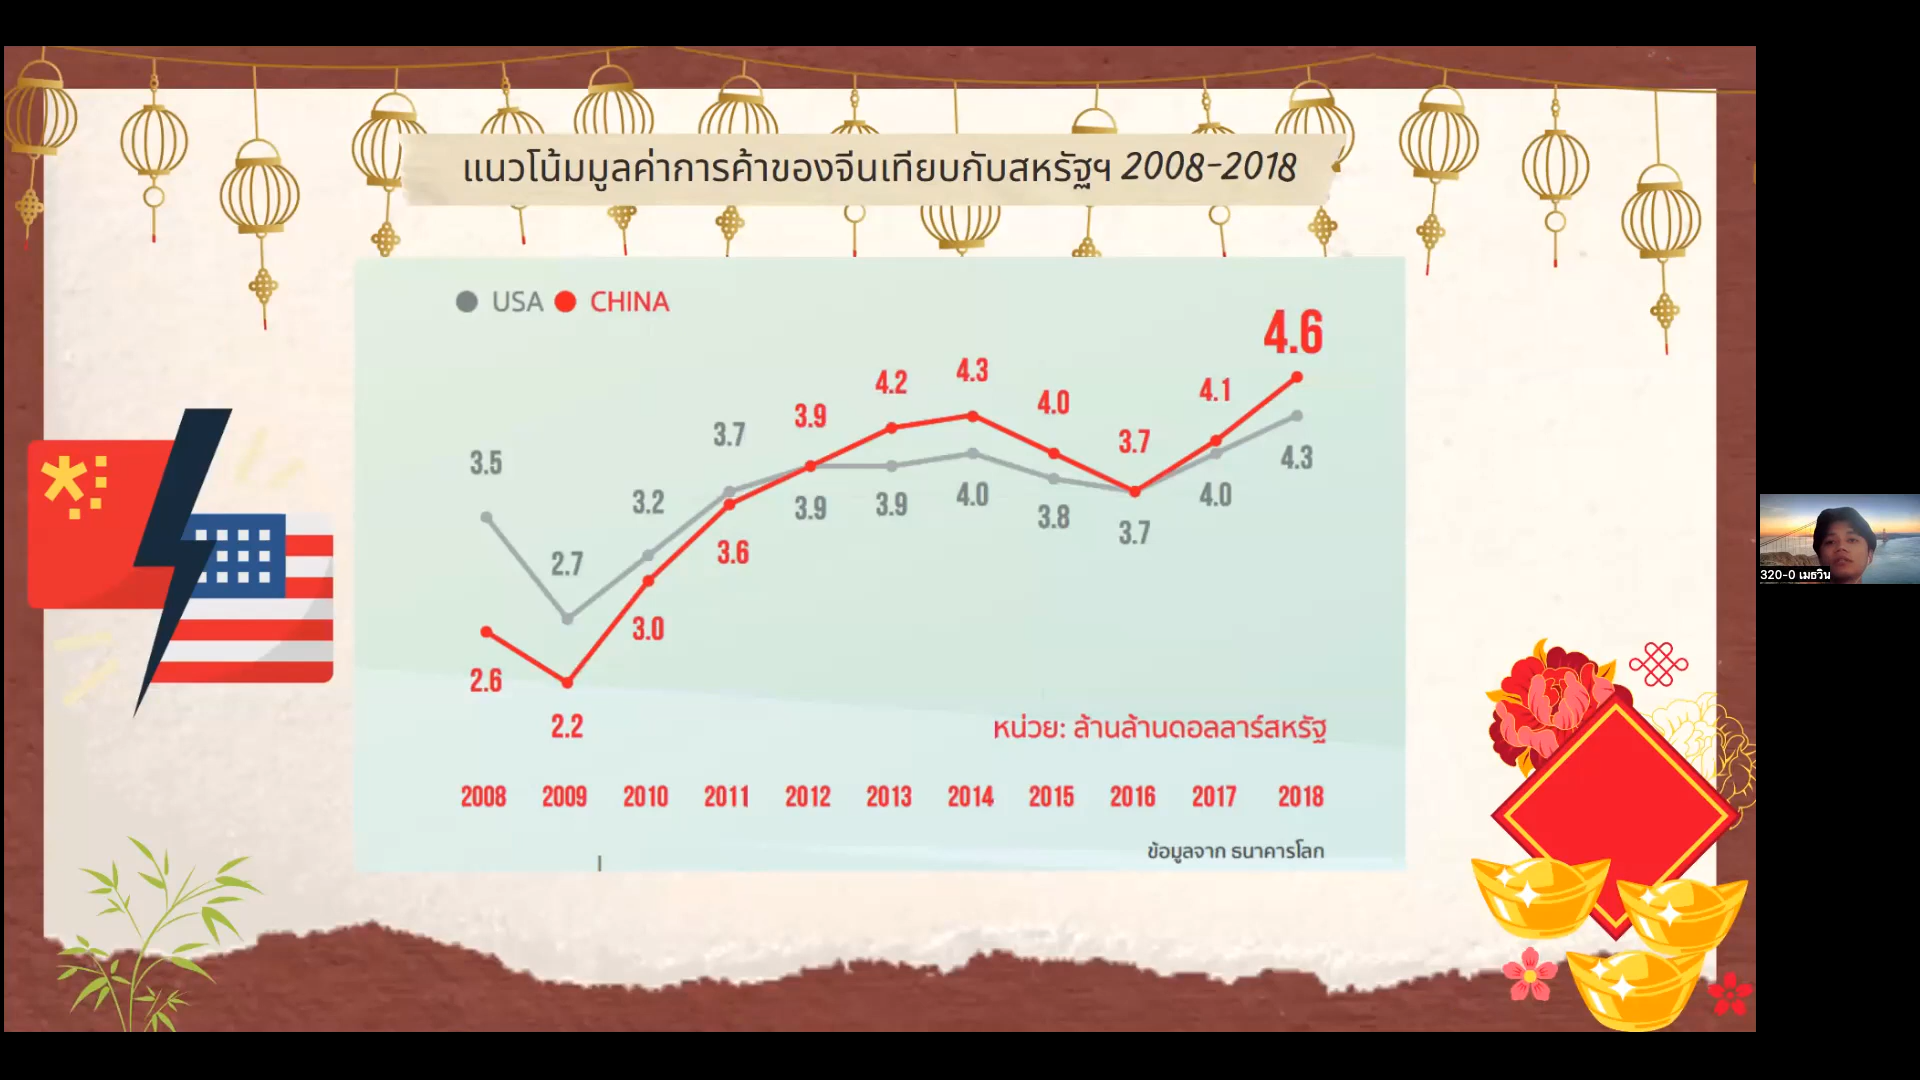 แนวโน้มมูลค่าการค้าของจีนเทียบกับสหรัฐฯ 2008-2018
USA CHINA
4.6
4.2 4.3 4.0 4.1
3.9 3.7
3.5 3.7
3.2 3.9 3.9 4.0 3.8 3.7 4.0 4.3
2.7 3.6
3.0
2.6
2.2
หน่วย: ล้านล้านดอลลาร์สหรัฐ
2008 2009 2010 2011 2012 2013 2014 2015 2016 2017 2018
ข้อมูลจาก ธนาคารโลก
320-0 เมธวิน